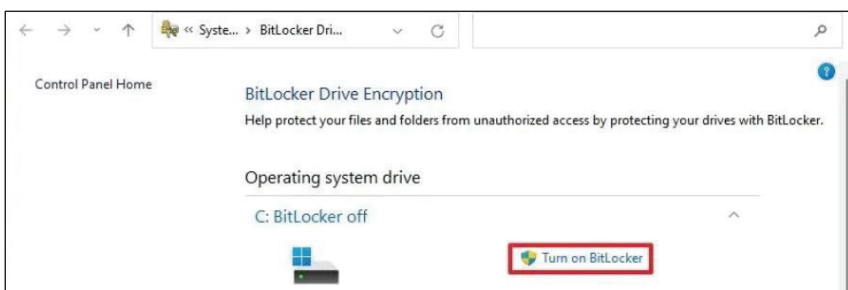 « Syste... › BitLocker Dri...
Control Panel Home
BitLocker Drive Encryption
Help protect your files and folders from unauthorized access by protecting your drives with BitLocker.
Operating system drive
C: BitLocker off
Turn on BitLocker